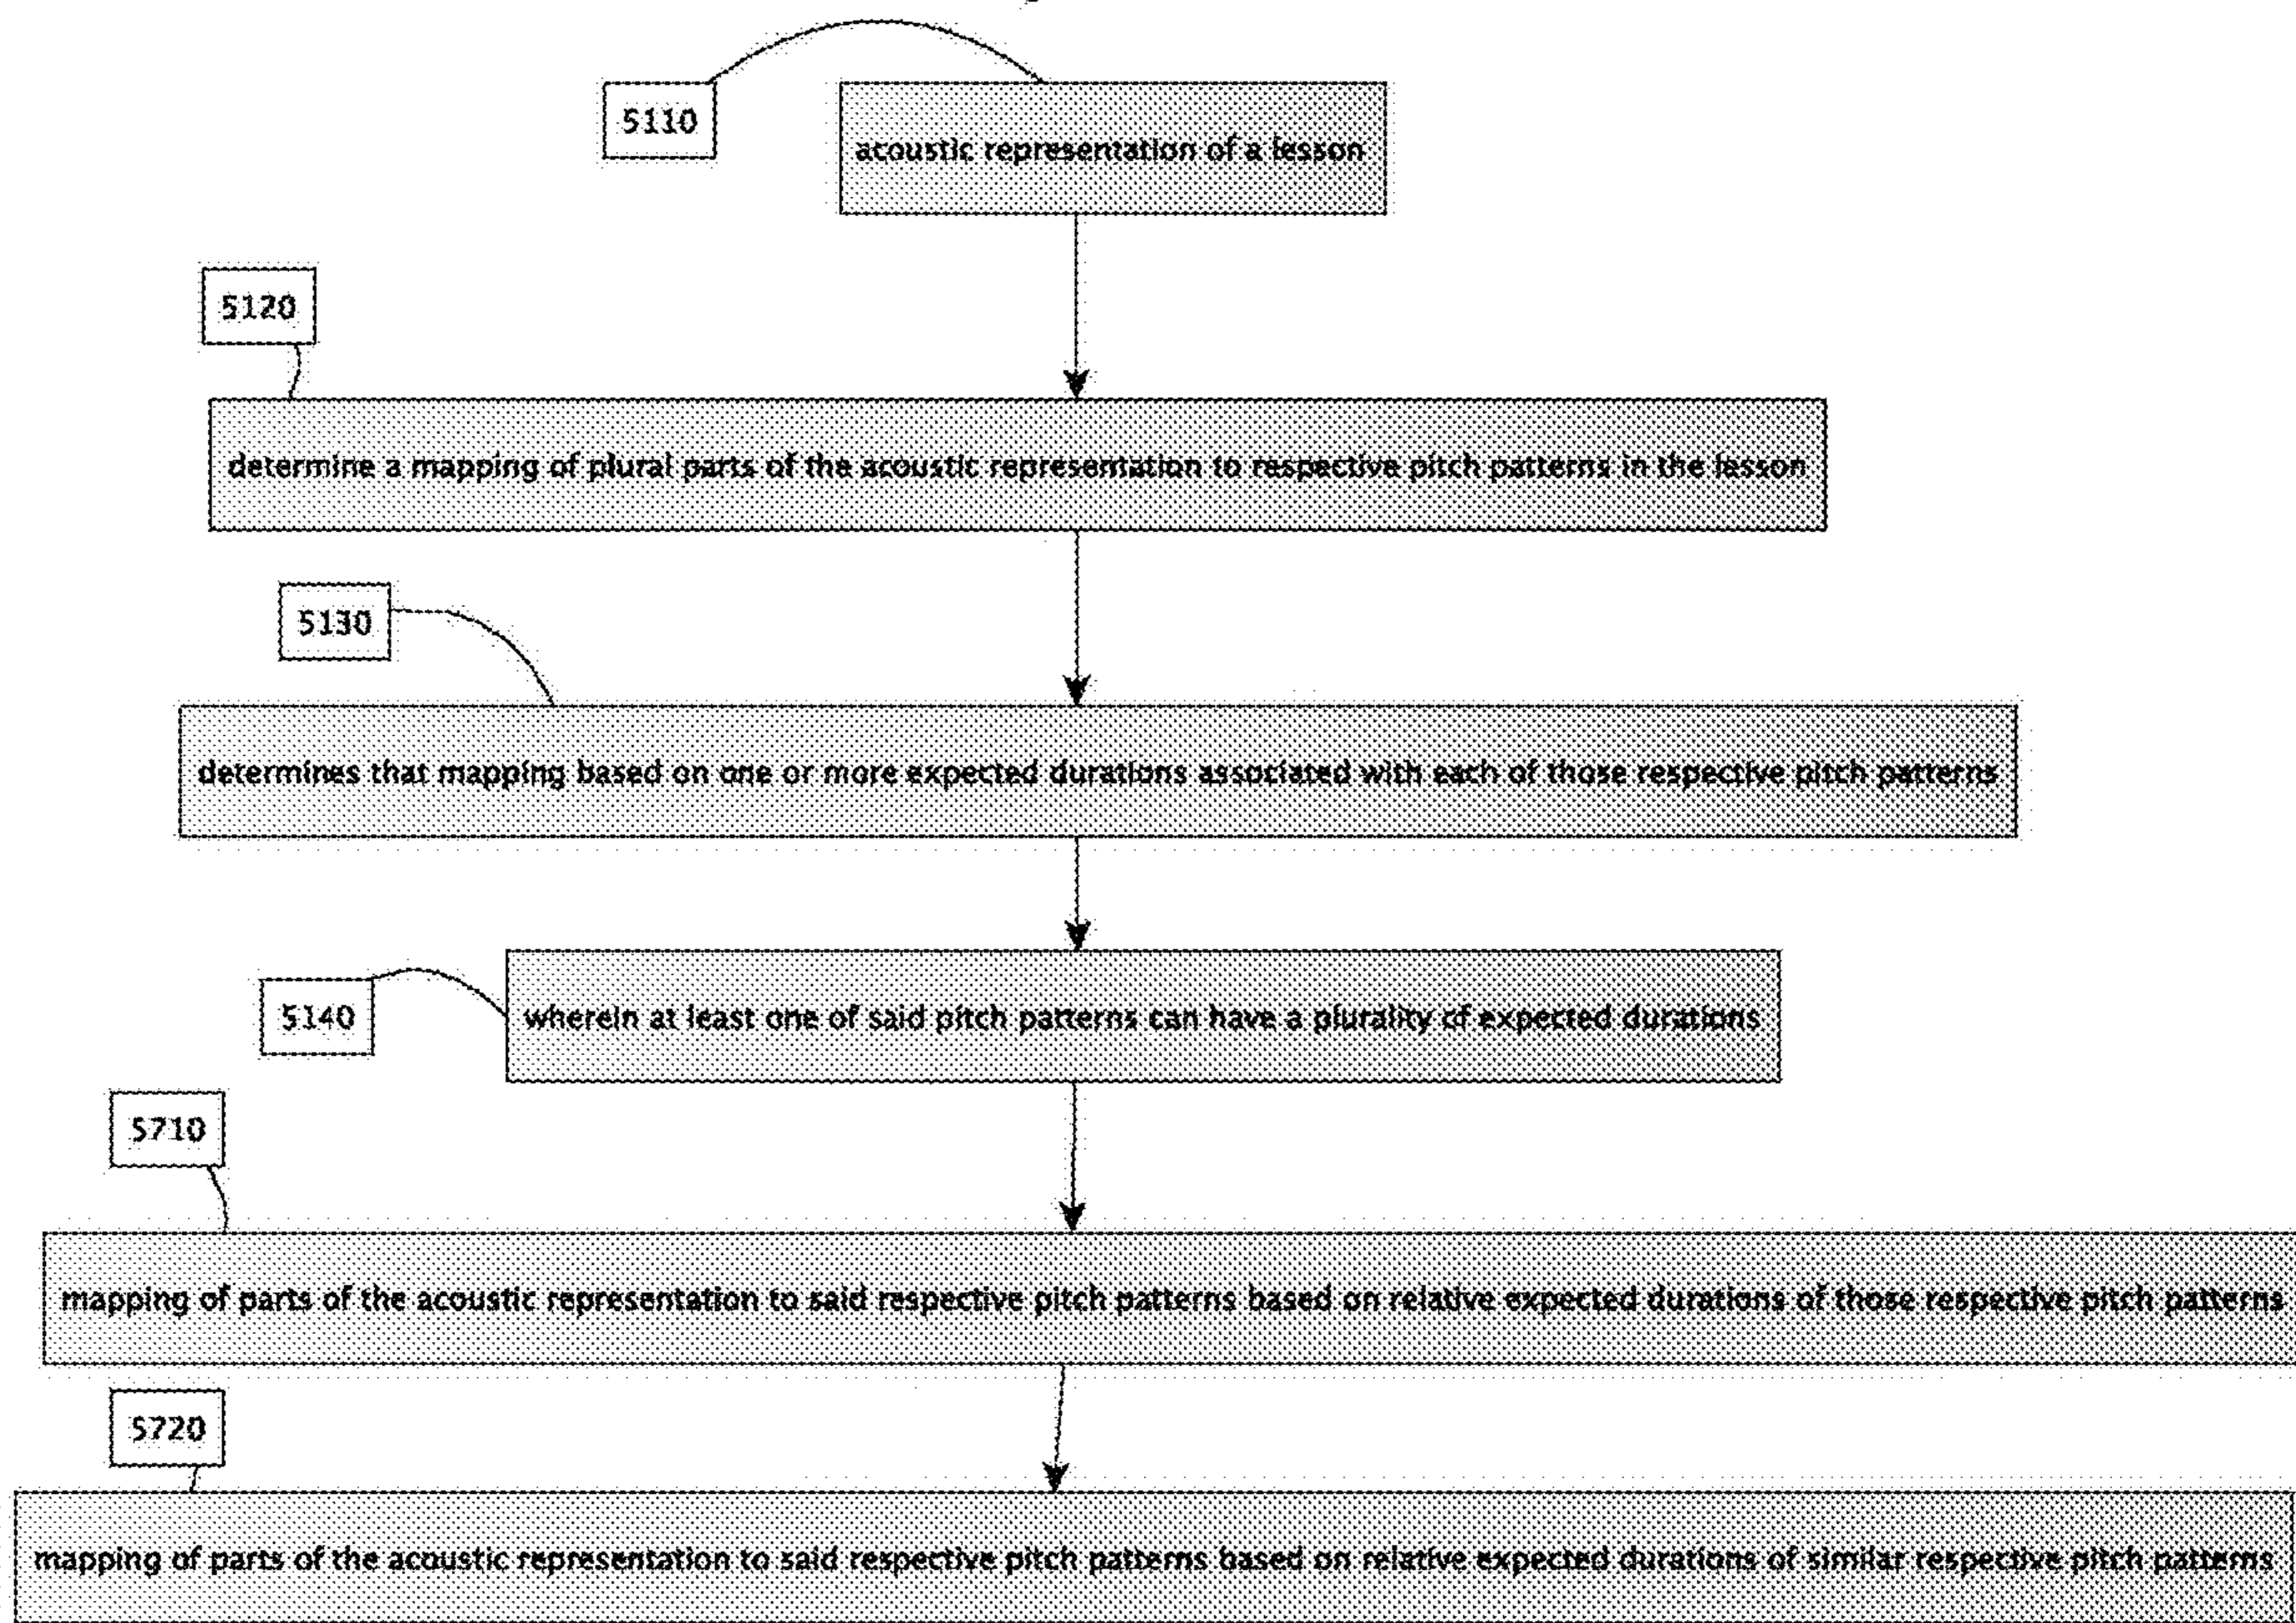 5110
acoustic representation of a lesson
5120
determine a mapping of plural parts of the acoustic representation to respective pitch patterns in the lesson
5130
determines that mapping based on one or more expected durations associated with each of those respective pitch patterns
5140
wherein at least one of said pitch patterns can have a plurality of expected durations
5710
mapping of parts of the acoustic representation to said respective pitch patterns based on relative expected durations of those respective pitch patterns
5720
mapping of parts of the acoustic representation to said respective pitch patterns based on relative expected durations of similar respective pitch patterns